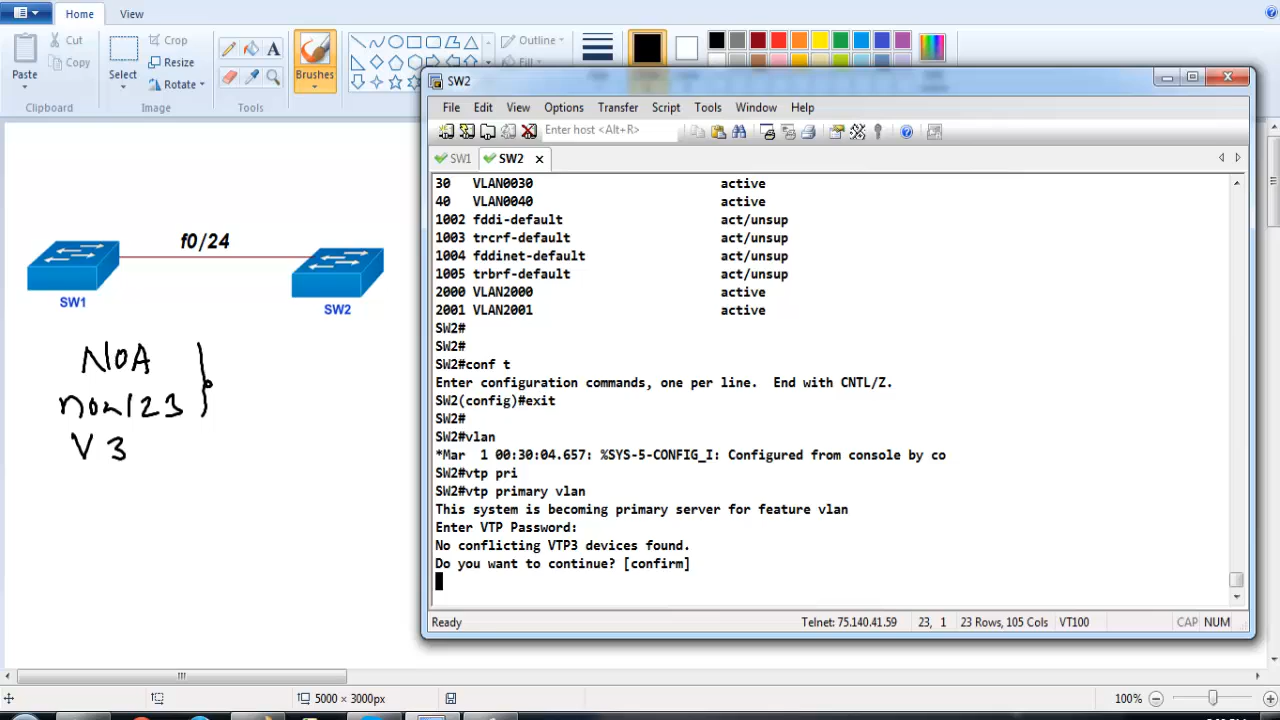 Home View
Cut
Copy
Paste
Clipboard
Select
Crop
Resize
Rotate
Image
Tools
Brushes
Outline
SW2
File Edit View Options Transfer Script Tools Window Help
Enter host <Alt+R>
SW1 SW2
30 VLAN0030 active
40 VLAN0040 active
1002 fddi-default act/unsup
1003 trcrf-default act/unsup
1004 fddinet-default act/unsup
1005 trbrf-default act/unsup
2000 VLAN2000 active
2001 VLAN2001 active
SW2#
SW2#
SW2#conf t
Enter configuration commands, one per line. End with CNTL/Z.
SW2(config)#exit
SW2#
SW2#vlan
*Mar 1 00:30:04.657: %SYS-5-CONFIG_I: Configured from console by co
SW2#vtp pri
SW2#vtp primary vlan
This system is becoming primary server for feature vlan
Enter VTP Password:
No conflicting VTP3 devices found.
Do you want to continue? [confirm]
Ready Telnet: 75.140.41.59 23, 1 23 Rows, 105 Cols VT100 CAP NUM
f0/24
SW1
SW2
NOA
noa123
V 3
5000 × 3000px 100%